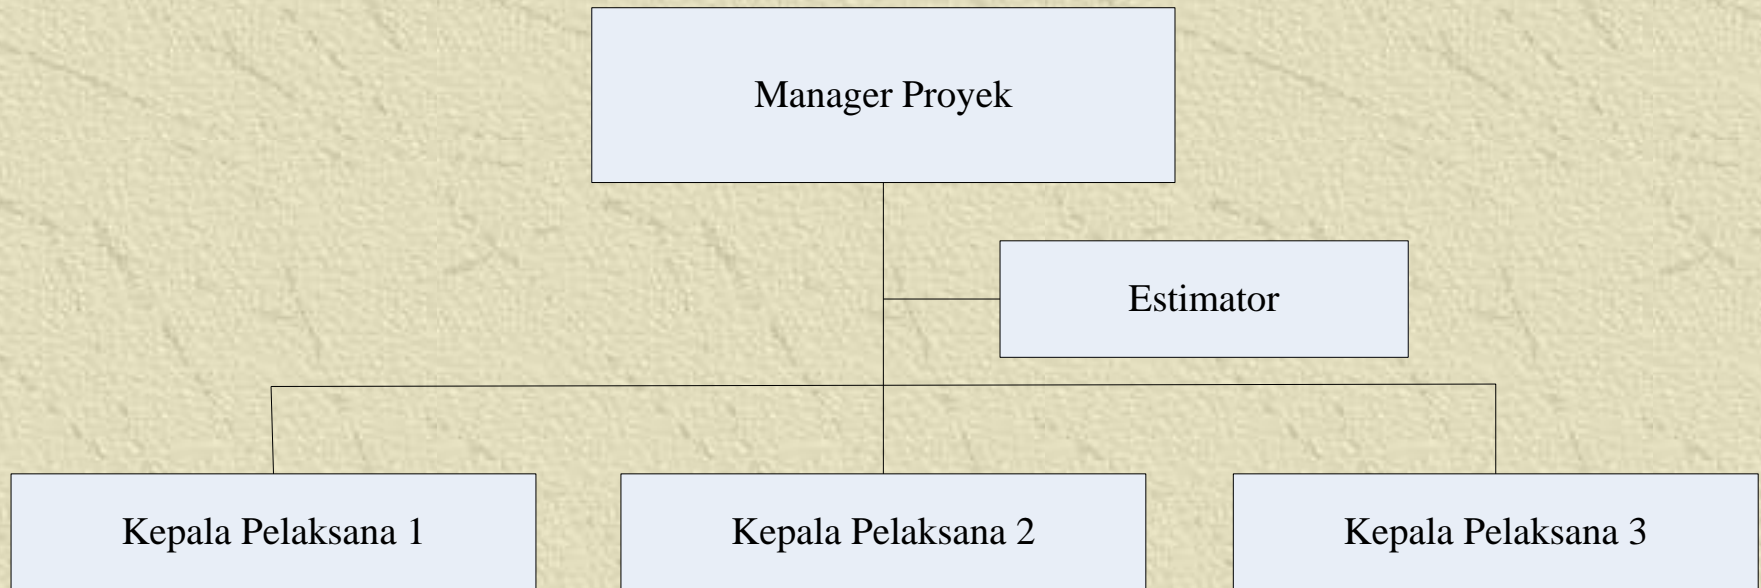 Manager Proyek
Estimator
Kepala Pelaksana 1
Kepala Pelaksana 2
Kepala Pelaksana 3